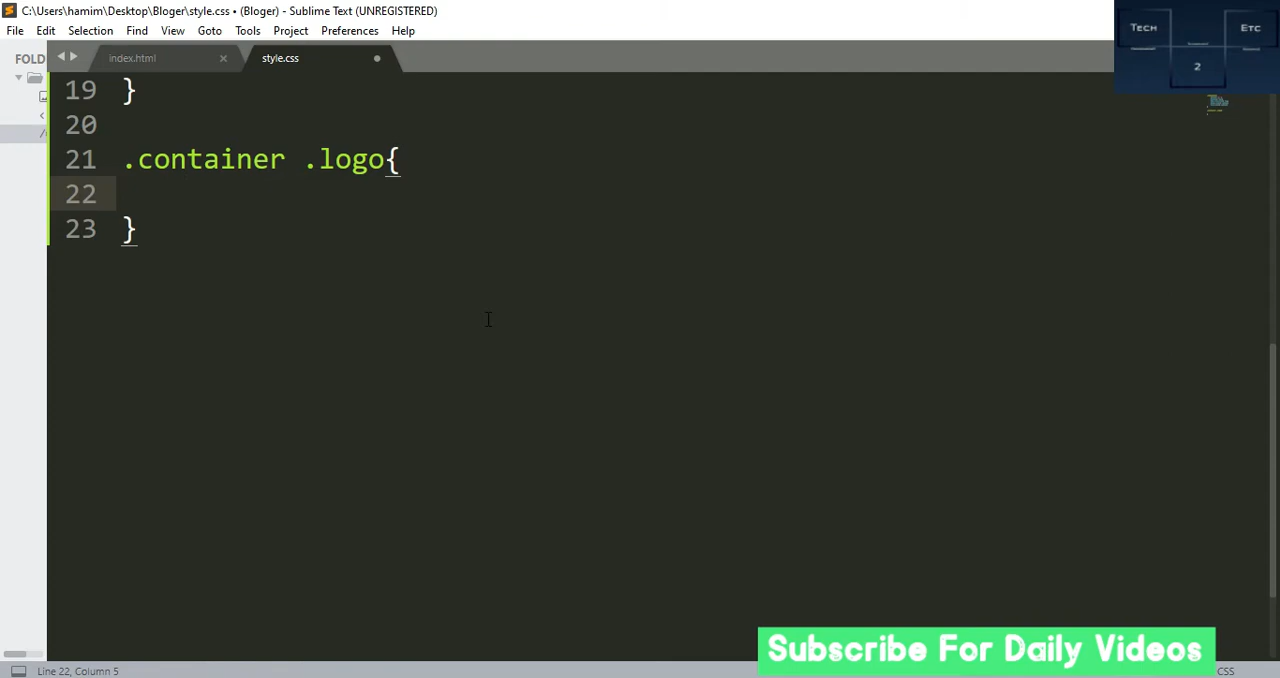 C:\Users\hamim\Desktop\Bloger\style.css • (Bloger) - Sublime Text (UNREGISTERED)
File Edit Selection Find View Goto Tools Project Preferences Help
FOLD
index.html
style.css
Tech
Etc
2
19 }
20
21 .container .logo{
22
23 }
Subscribe For Daily Videos
Line 22, Column 5
CSS